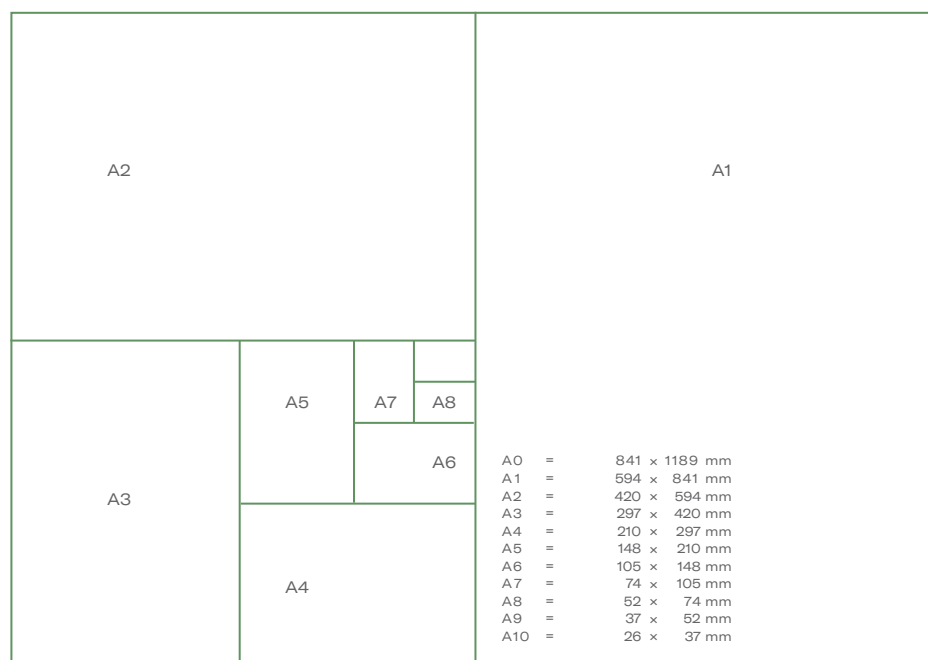 A2
A1
A5
A7
A8
A6
A3
A4
A0 = 841 × 1189 mm
A1 = 594 × 841 mm
A2 = 420 × 594 mm
A3 = 297 × 420 mm
A4 = 210 × 297 mm
A5 = 148 × 210 mm
A6 = 105 × 148 mm
A7 = 74 × 105 mm
A8 = 52 × 74 mm
A9 = 37 × 52 mm
A10 = 26 × 37 mm